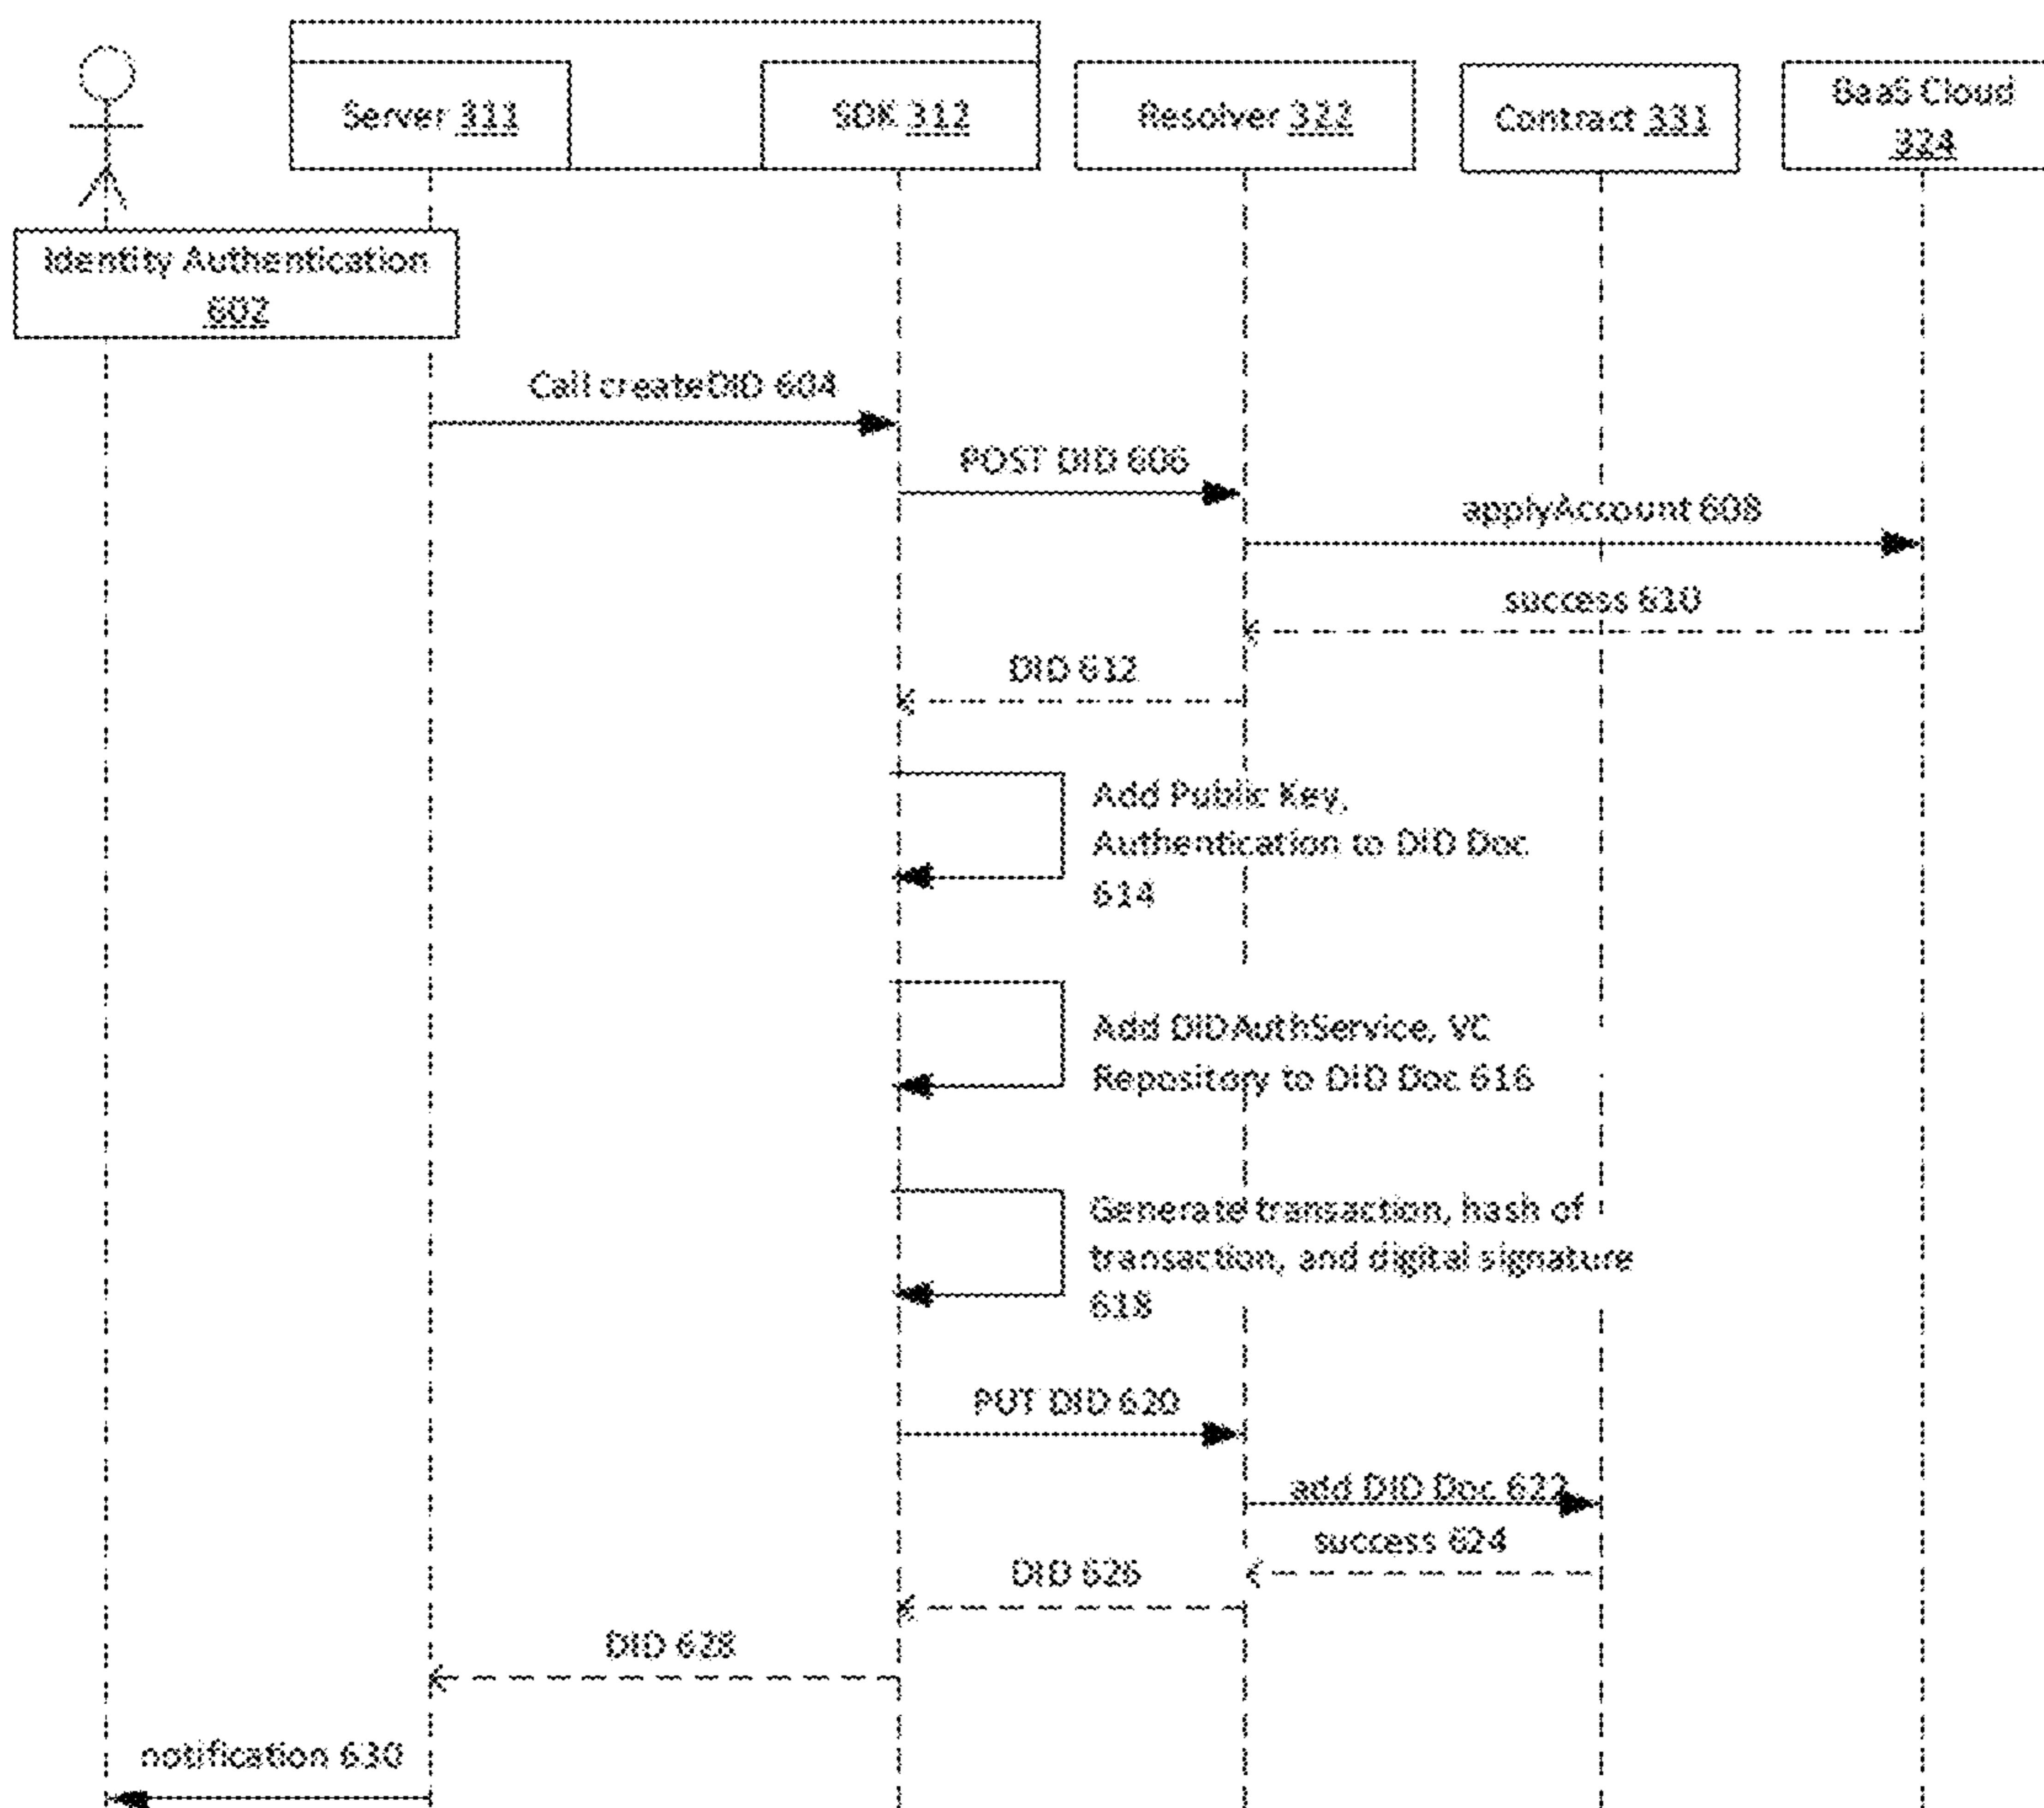 Server 311
SDK 312
Resolver 322
Contract 331
BaaS Cloud
324
Identity Authentication
602
Call createDID 604
POST DID 606
applyAccount 608
success 610
DID 612
Add Public Key,
Authentication to DID Doc
614
Add DIDAuthService, VC
Repository to DID Doc 616
Generate transaction, hash of
transaction, and digital signature
618
PUT DID 620
add DID Doc 622
success 624
DID 626
DID 628
notification 630